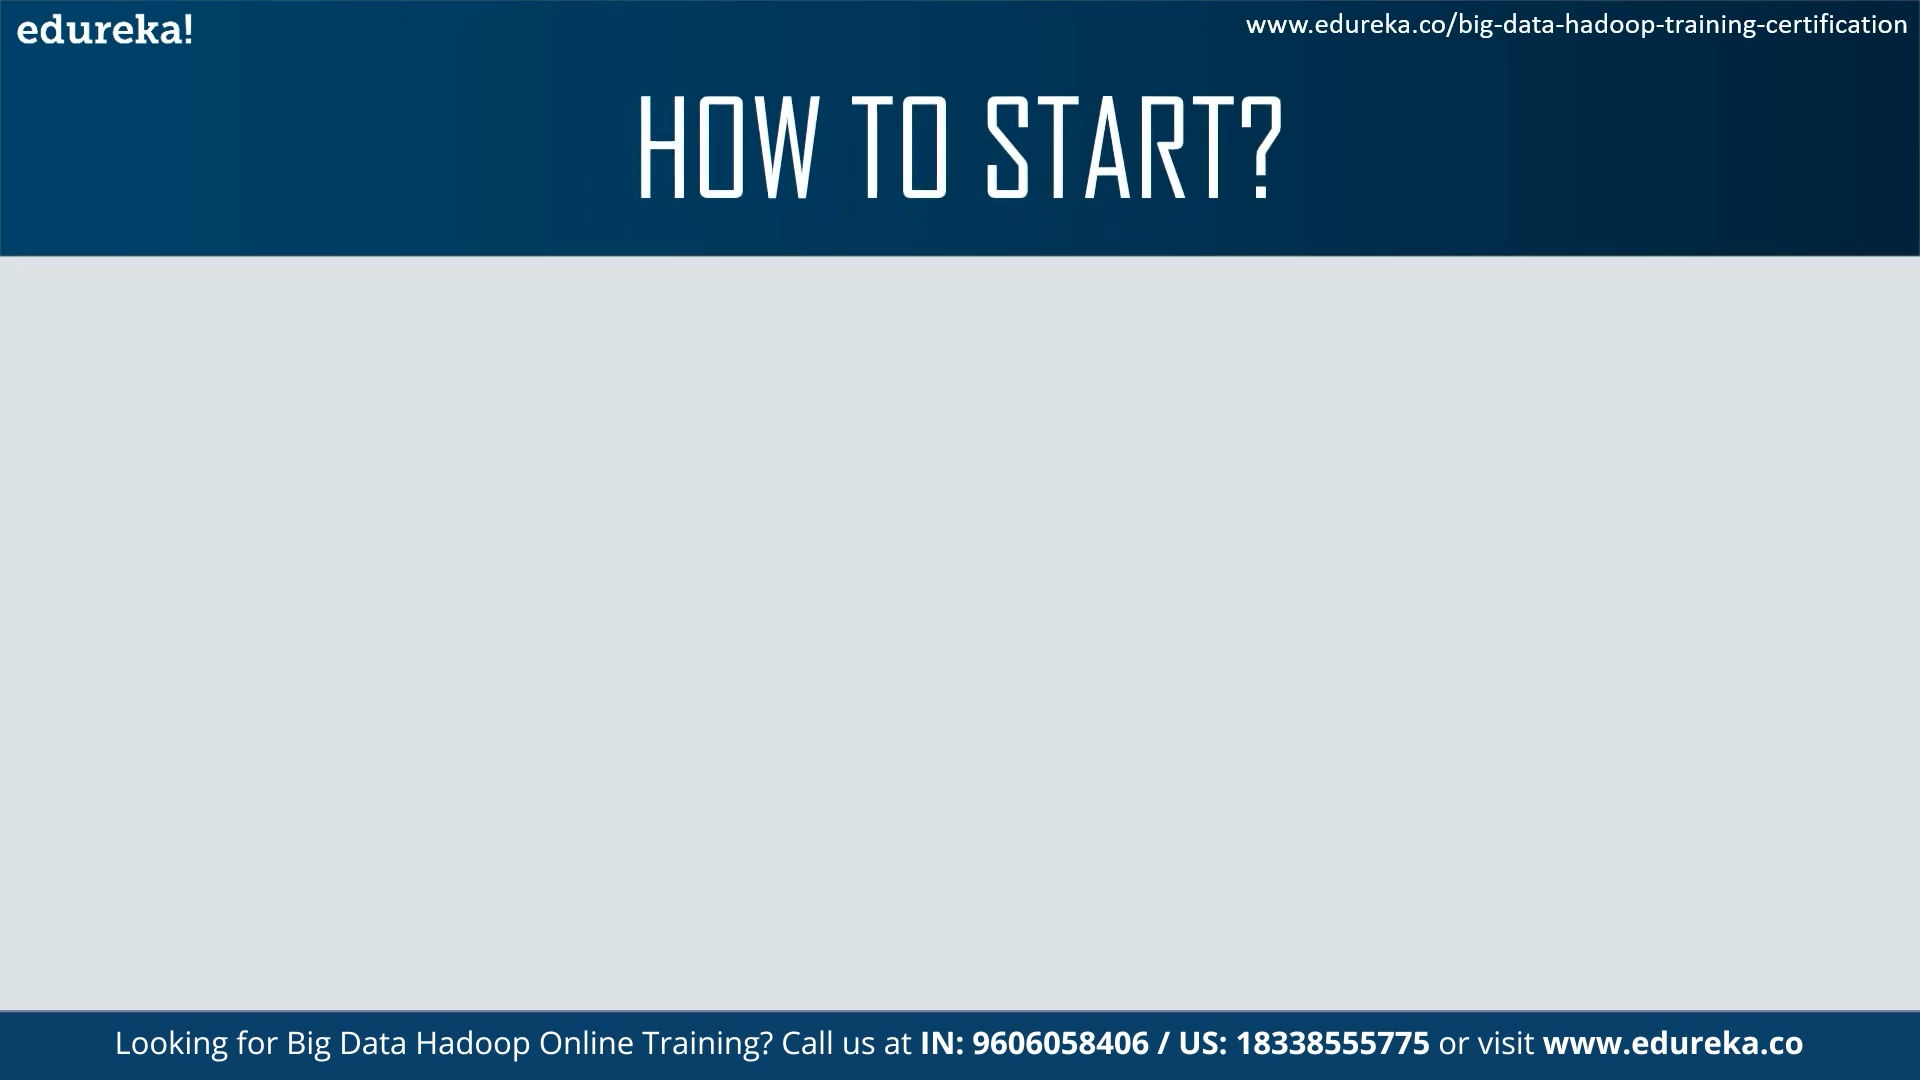 edureka!
www.edureka.co/big-data-hadoop-training-certification
HOW TO START?
Looking for Big Data Hadoop Online Training? Call us at IN: 9606058406 / US: 18338555775 or visit www.edureka.co